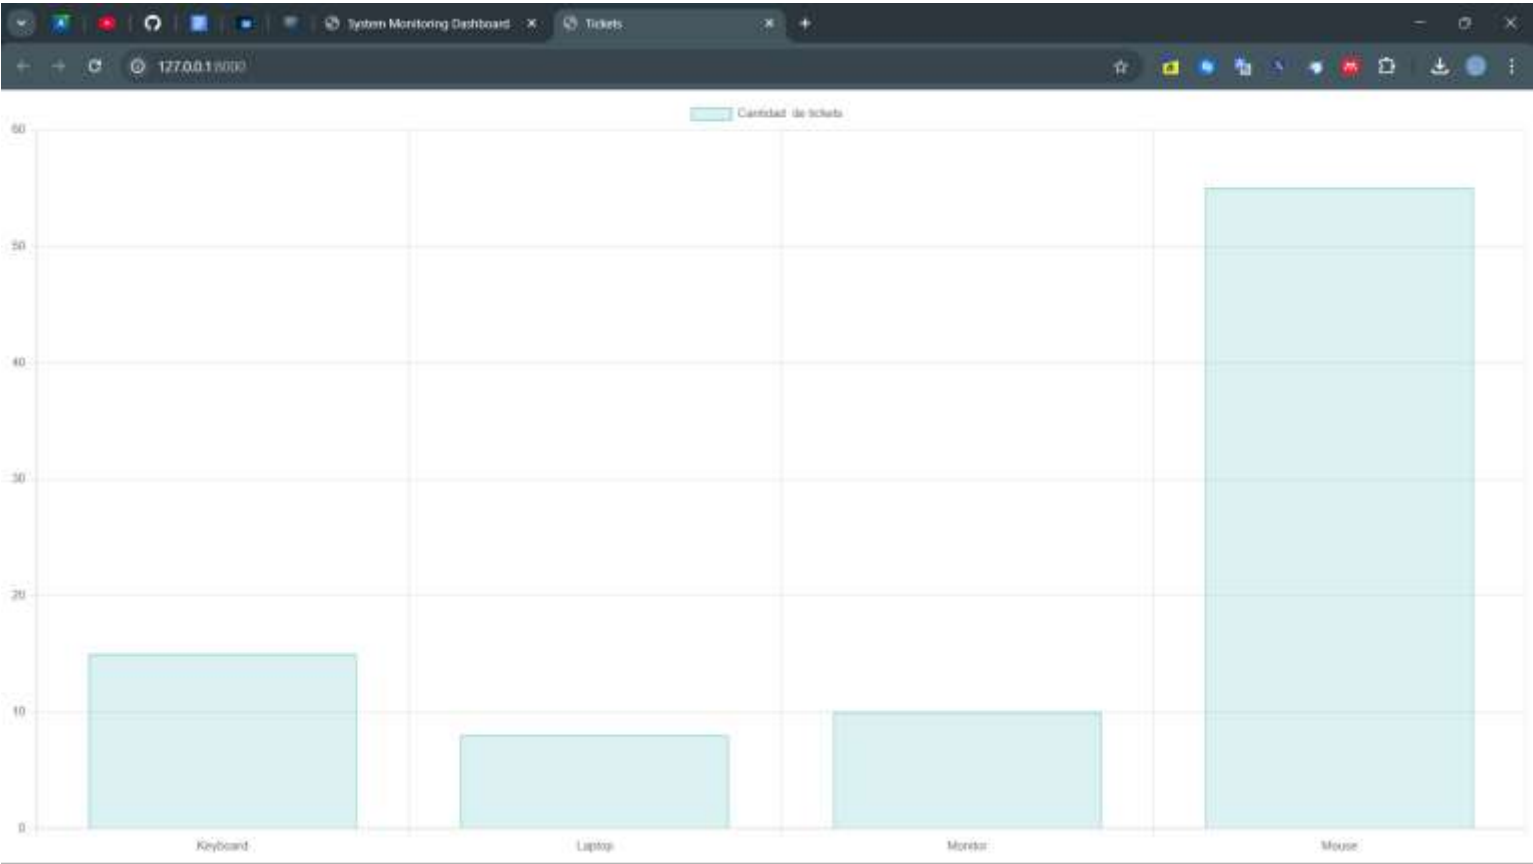 System Monitoring Dashboard
Tickets
127.0.0.1:8000
Cantidad de tickets
60
50
40
30
20
10
0
Keyboard
Laptop
Monitor
Mouse